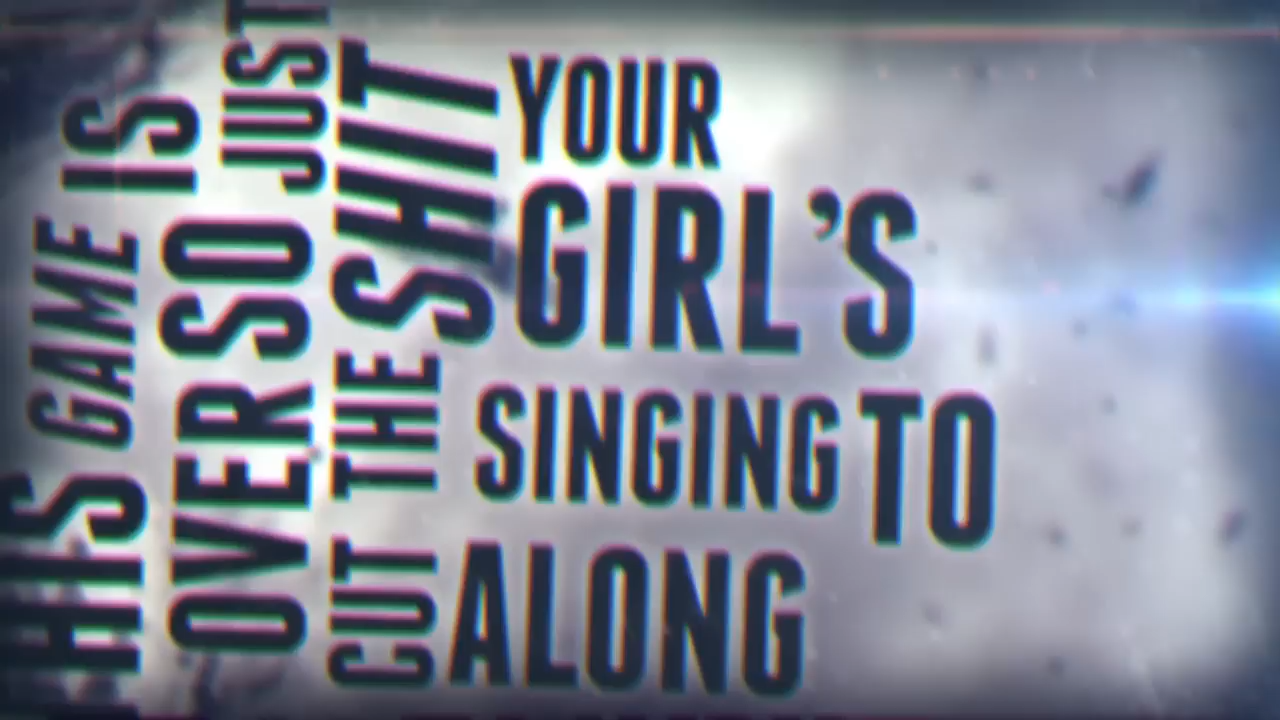 HIS GAME IS
OVER SO JUST
CUT THE SHIT
YOUR
GIRL'S
SINGING TO
ALONG